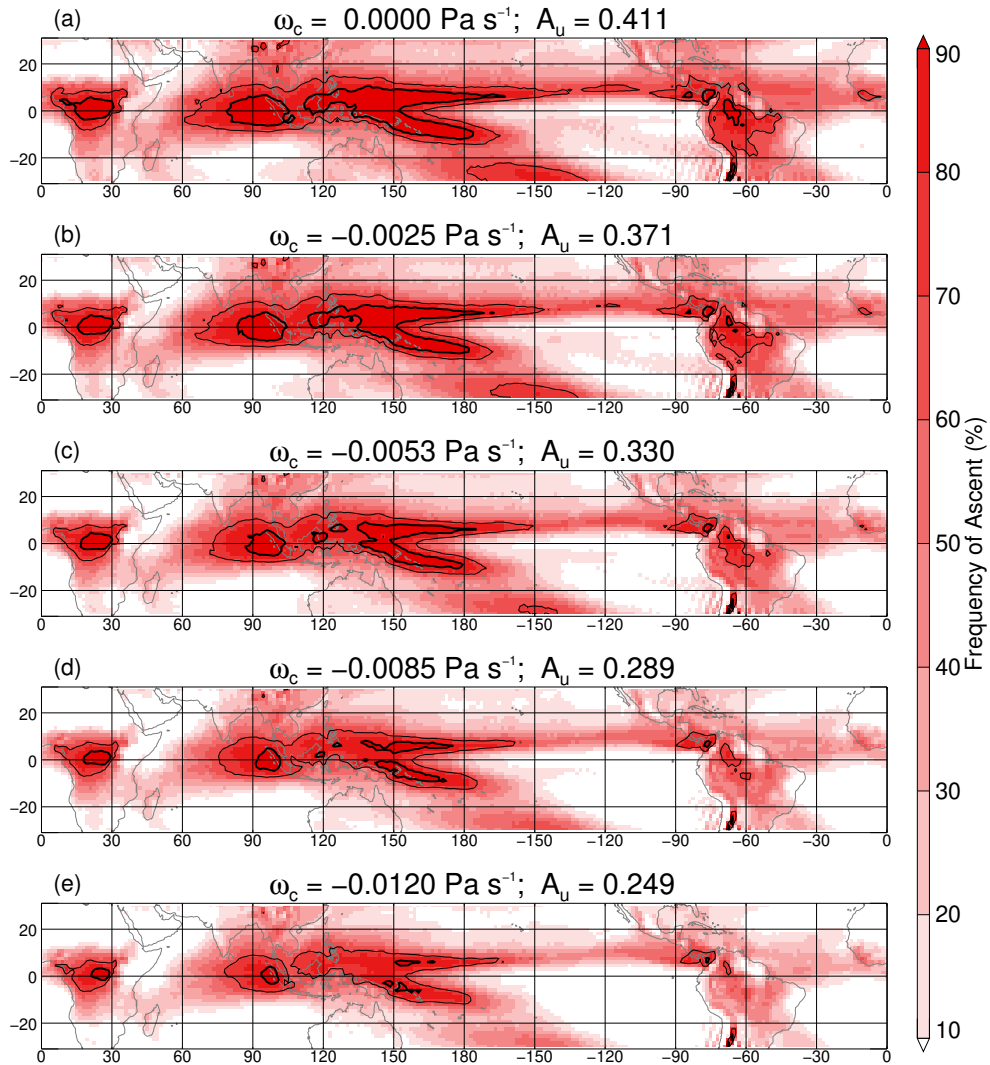 (a) ω_c = 0.0000 Pa s⁻¹; A_u = 0.411
20
0
−20
0 30 60 90 120 150 180 −150 −120 −90 −60 −30 0
(b) ω_c = −0.0025 Pa s⁻¹; A_u = 0.371
20
0
−20
0 30 60 90 120 150 180 −150 −120 −90 −60 −30 0
(c) ω_c = −0.0053 Pa s⁻¹; A_u = 0.330
20
0
−20
0 30 60 90 120 150 180 −150 −120 −90 −60 −30 0
(d) ω_c = −0.0085 Pa s⁻¹; A_u = 0.289
20
0
−20
0 30 60 90 120 150 180 −150 −120 −90 −60 −30 0
(e) ω_c = −0.0120 Pa s⁻¹; A_u = 0.249
20
0
−20
0 30 60 90 120 150 180 −150 −120 −90 −60 −30 0
90
80
70
60
50
40
30
20
10
Frequency of Ascent (%)